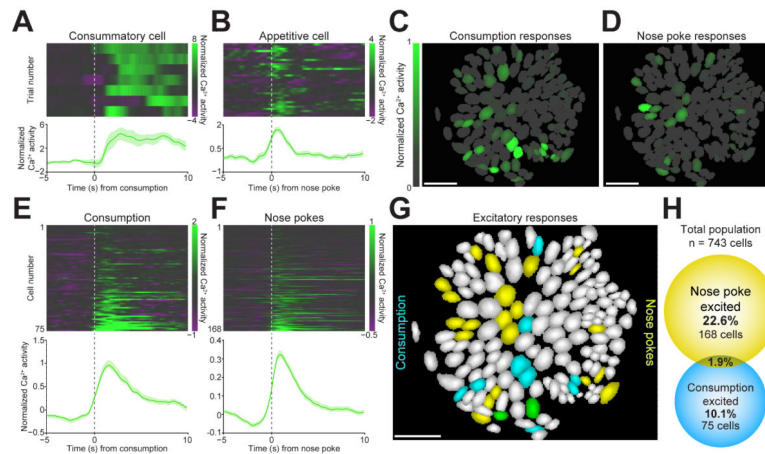 A
Consummatory cell
8
Trial number
Normalized Ca²⁺ activity
−4
6
2
−2
Normalized
Ca²⁺ activity
−5 0 5 10
Time (s) from consumption
B
Appetitive cell
4
Normalized Ca²⁺ activity
−2
2
0.5
−1
−5 0 10
Time (s) from nose poke
C
Consumption responses
1
Normalized Ca²⁺ activity
0
D
Nose poke responses
E
Consumption
2
1
Cell number
75
Normalized Ca²⁺ activity
−1
1.5
1
0.5
0
−0.5
Normalized Ca²⁺ activity
−5 0 5 10
Time (s) from consumption
F
Nose pokes
1
1
168
Normalized Ca²⁺ activity
−0.5
0.4
0.3
0.2
0.1
0
−0.1
−5 0 5 10
Time (s) from nose poke
G
Excitatory responses
Consumption
Nose pokes
H
Total population
n = 743 cells
Nose poke
excited
22.6%
168 cells
1.9%
Consumption
excited
10.1%
75 cells